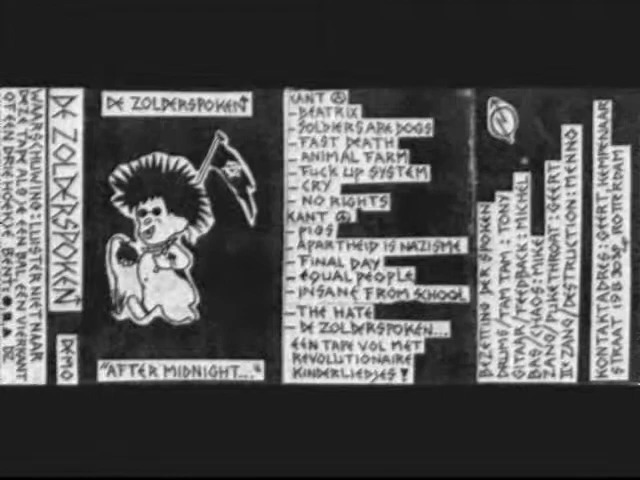 WAARSCHUWING: LUISTER NIET NAAR
DEZE TAPE ALS JE EEN BAL, EEN VIERKANT
OF EEN DRIEHOEK
DE ZOLDERSPOKEN
DEMO
DE ZOLDERSPOKEN
"AFTER MIDNIGHT..."
KANT A
- BEATRIX
- SOLDIERS ARE DOGS
- FAST DEATH
- ANIMAL FARM
- FUCK UP SYSTEM
- CRY
- NO RIGHTS
KANT
- PIGS
- APARTHEID IS NAZISME
- FINAL DAY
- EQUAL PEOPLE
- INSANE FROM SCHOOL
- THE HATE
- DE ZOLDERSPOKEN...
EEN TAPE VOL MET
REVOLUTIONAIRE
KINDERLIEDJES!
BEZETTING DER SPOKEN
DRUMS/TAM TAM: TONY
GITAAR/FEEDBACK: MICHEL
BAS/CHAOS: MIKE
ZANG/PUKETHROAT: GEERT
IIe ZANG/DESTRUCTION: MENNO
KONTAKTADRES: GEERT, KEMPENAAR
STRAAT ROTTERDAM